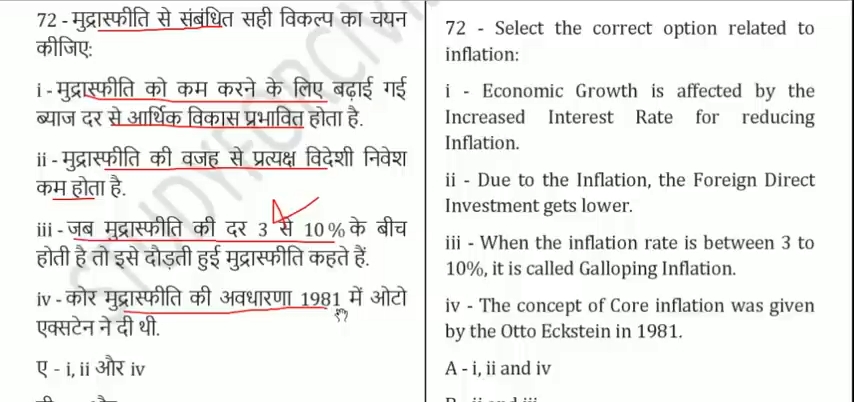 72 - मुद्रास्फीति से संबंधित सही विकल्प का चयन
कीजिए:
i - मुद्रास्फीति को कम करने के लिए बढ़ाई गई
ब्याज दर से आर्थिक विकास प्रभावित होता है.
ii - मुद्रास्फीति की वजह से प्रत्यक्ष विदेशी निवेश
कम होता है.
iii - जब मुद्रास्फीति की दर 3 से 10 % के बीच
होती है तो इसे दौड़ती हुई मुद्रास्फीति कहते हैं.
iv - कोर मुद्रास्फीति की अवधारणा 1981 में ओटो
एक्सटेन ने दी थी.
ए - i, ii और iv
72 - Select the correct option related to
inflation:
i - Economic Growth is affected by the
Increased Interest Rate for reducing
Inflation.
ii - Due to the Inflation, the Foreign Direct
Investment gets lower.
iii - When the inflation rate is between 3 to
10%, it is called Galloping Inflation.
iv - The concept of Core inflation was given
by the Otto Eckstein in 1981.
A - i, ii and iv